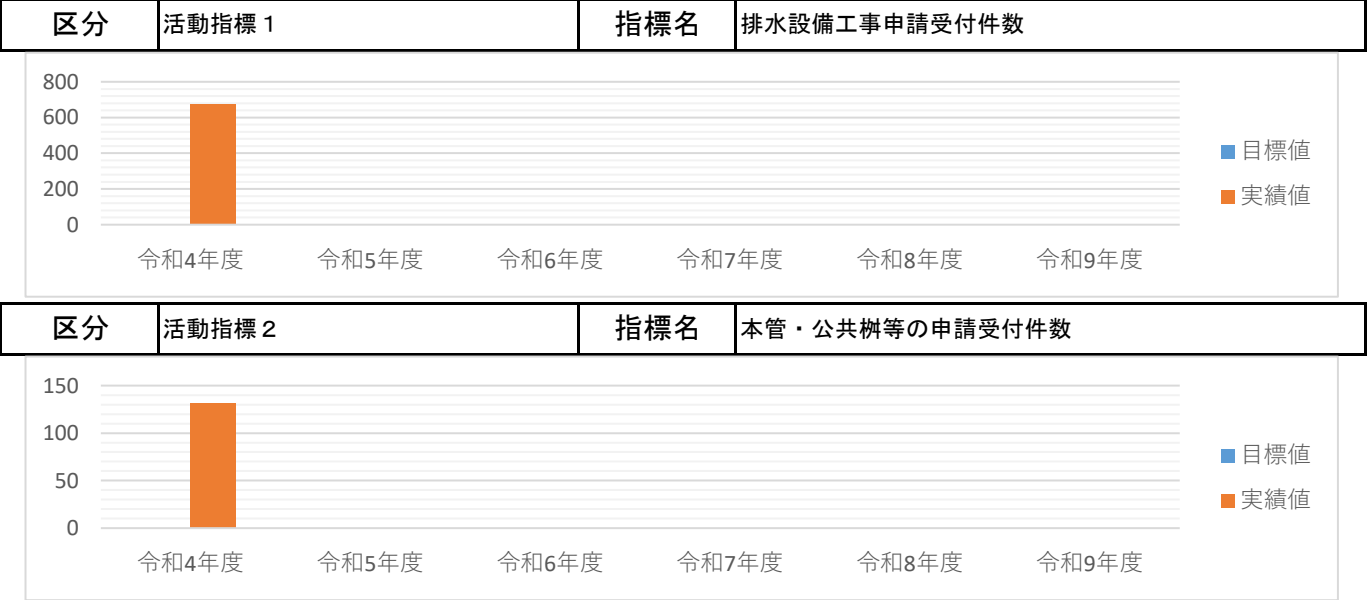 区分 活動指標１ 指標名 排水設備工事申請受付件数
800
600
400
200
0
目標値
実績値
令和4年度 令和5年度 令和6年度 令和7年度 令和8年度 令和9年度
区分 活動指標２ 指標名 本管・公共桝等の申請受付件数
150
100
50
0
目標値
実績値
令和4年度 令和5年度 令和6年度 令和7年度 令和8年度 令和9年度